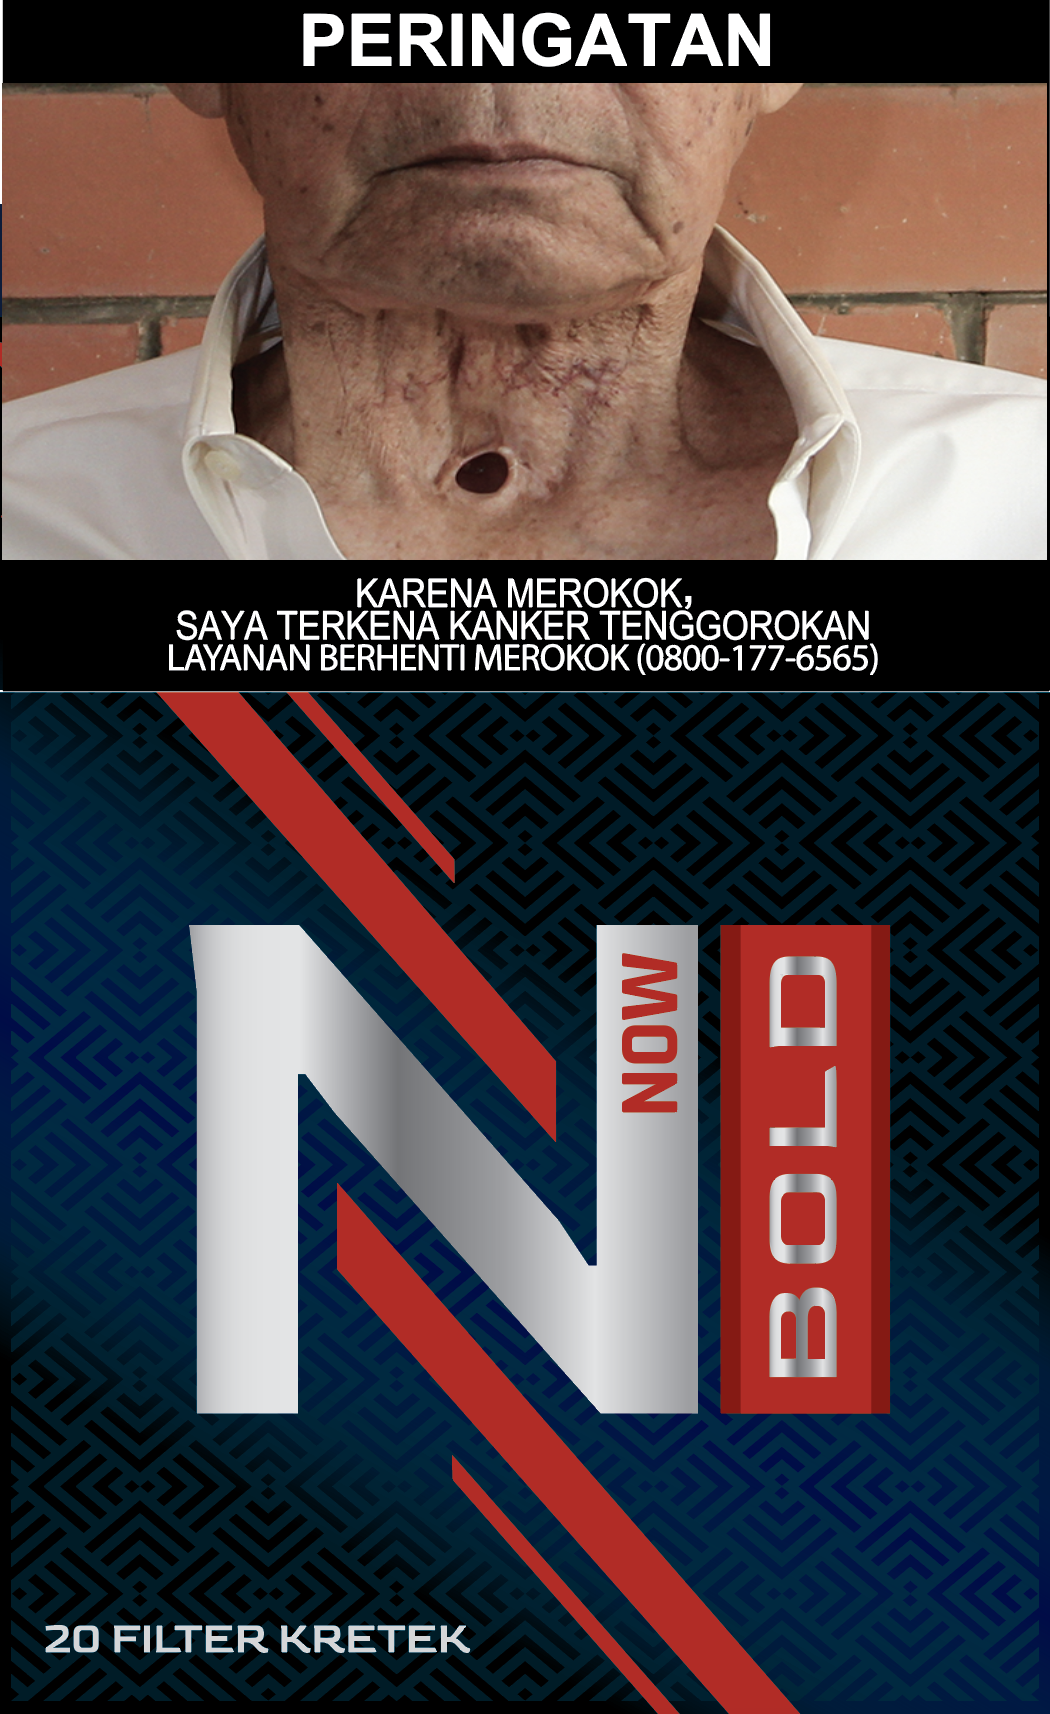 PERINGATAN
KARENA MEROKOK,
SAYA TERKENA KANKER TENGGOROKAN
LAYANAN BERHENTI MEROKOK (0800-177-6565)
N
NOW
BOLD
20 FILTER KRETEK